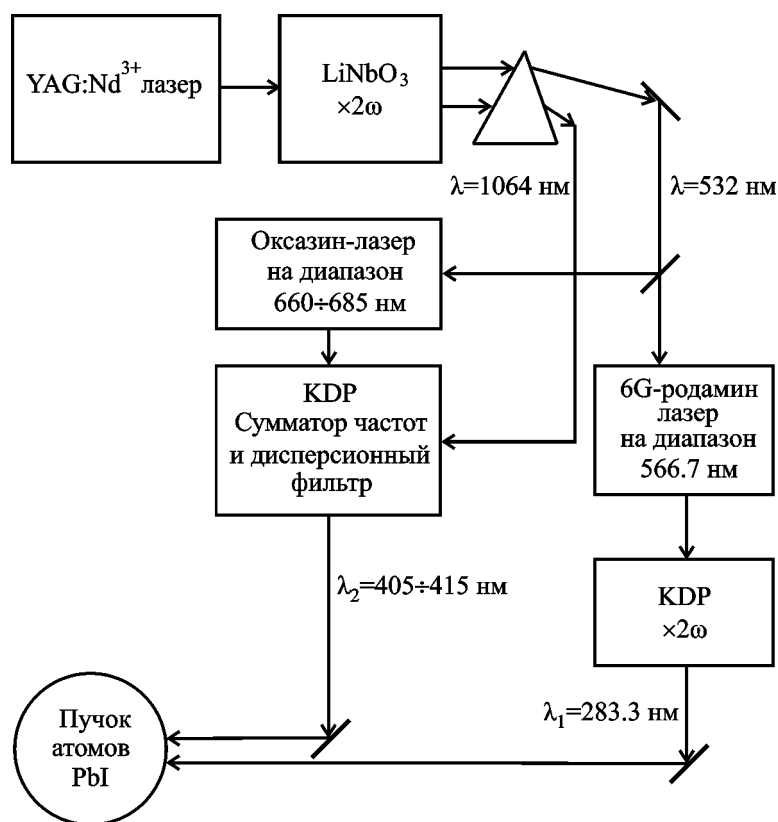 YAG:Nd³⁺ лазер
LiNbO₃
×2ω
λ=1064 нм
λ=532 нм
Оксазин-лазер
на диапазон
660÷685 нм
KDP
Сумматор частот
и дисперсионный
фильтр
6G-родамин
лазер
на диапазон
566.7 нм
λ₂=405÷415 нм
KDP
×2ω
λ₁=283.3 нм
Пучок
атомов
PbI